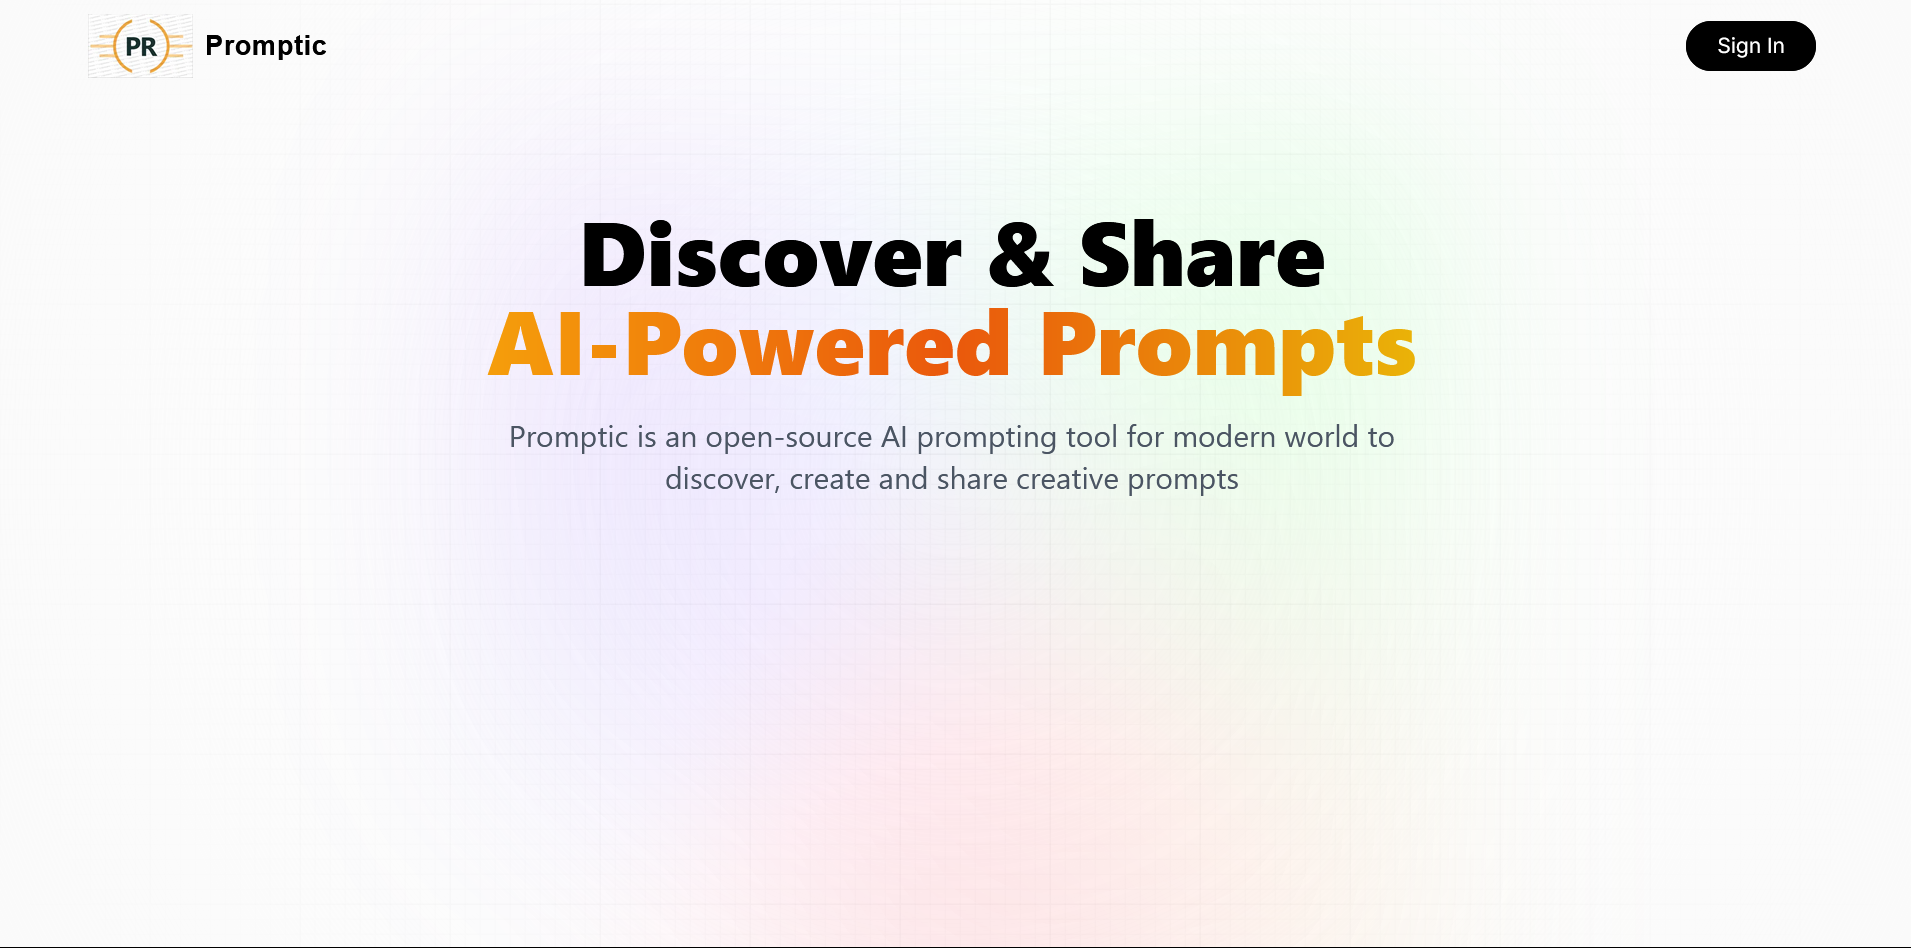 PR
Promptic
Sign In
Discover & Share
AI-Powered Prompts
Promptic is an open-source AI prompting tool for modern world to
discover, create and share creative prompts